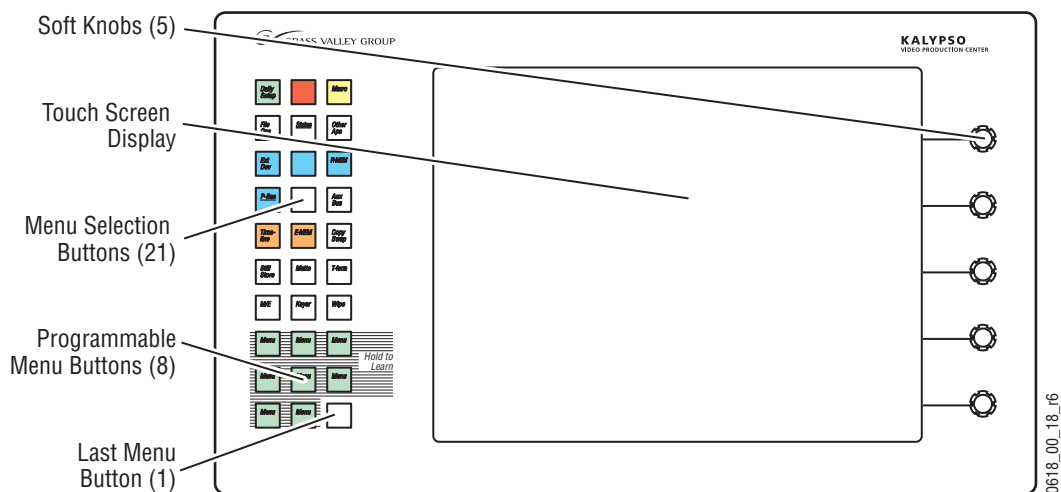 Soft Knobs (5)
Touch Screen
Display
Menu Selection
Buttons (21)
Programmable
Menu Buttons (8)
Last Menu
Button (1)
GRASS VALLEY GROUP
KALYPSO
VIDEO PRODUCTION CENTER
Daily
Setup
Macro
File
Ops
Status
Other
Aps
Ext
Dev
R-MEM
P-Bus
Aux
Bus
Time-
line
E-MEM
Copy
Swap
Still
Store
Matte
T-form
M/E
Keyer
Wipe
Menu
Menu
Menu
Hold to
Learn
Menu
Menu
Menu
Menu
Menu
0618_00_18_r6